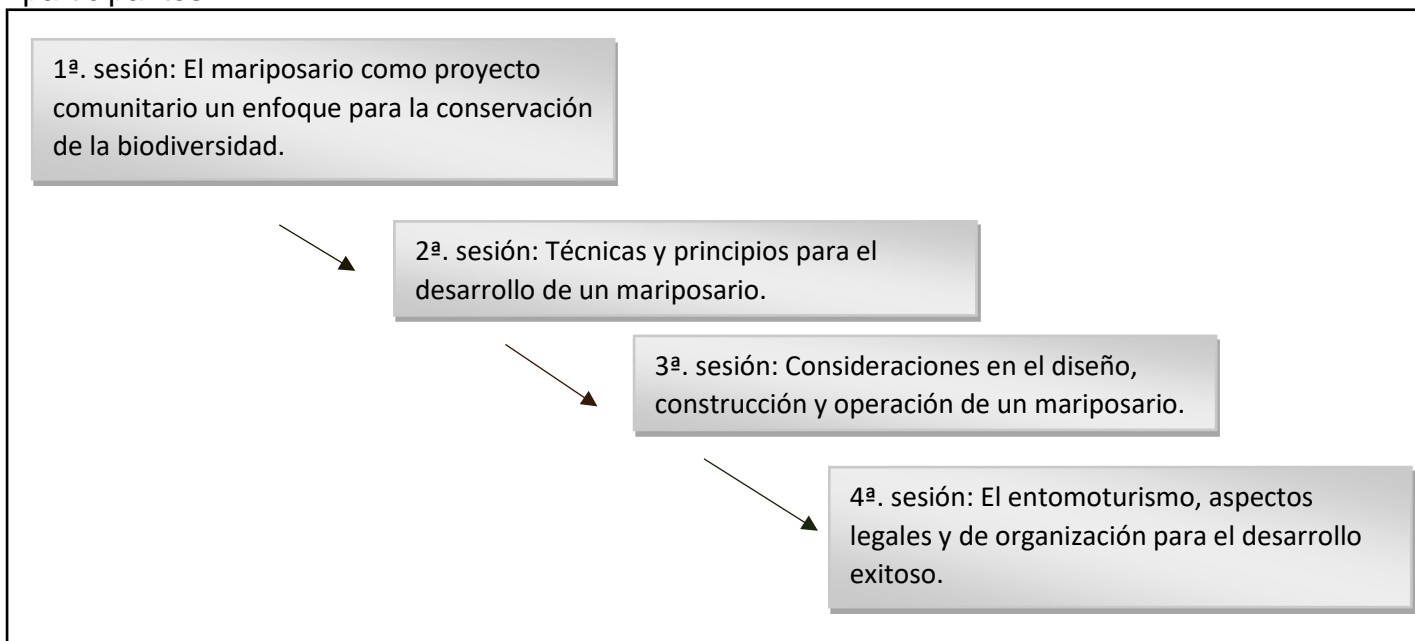 1ª. sesión: El mariposario como proyecto
comunitario un enfoque para la conservación
de la biodiversidad.
2ª. sesión: Técnicas y principios para el
desarrollo de un mariposario.
3ª. sesión: Consideraciones en el diseño,
construcción y operación de un mariposario.
4ª. sesión: El entomoturismo, aspectos
legales y de organización para el desarrollo
exitoso.